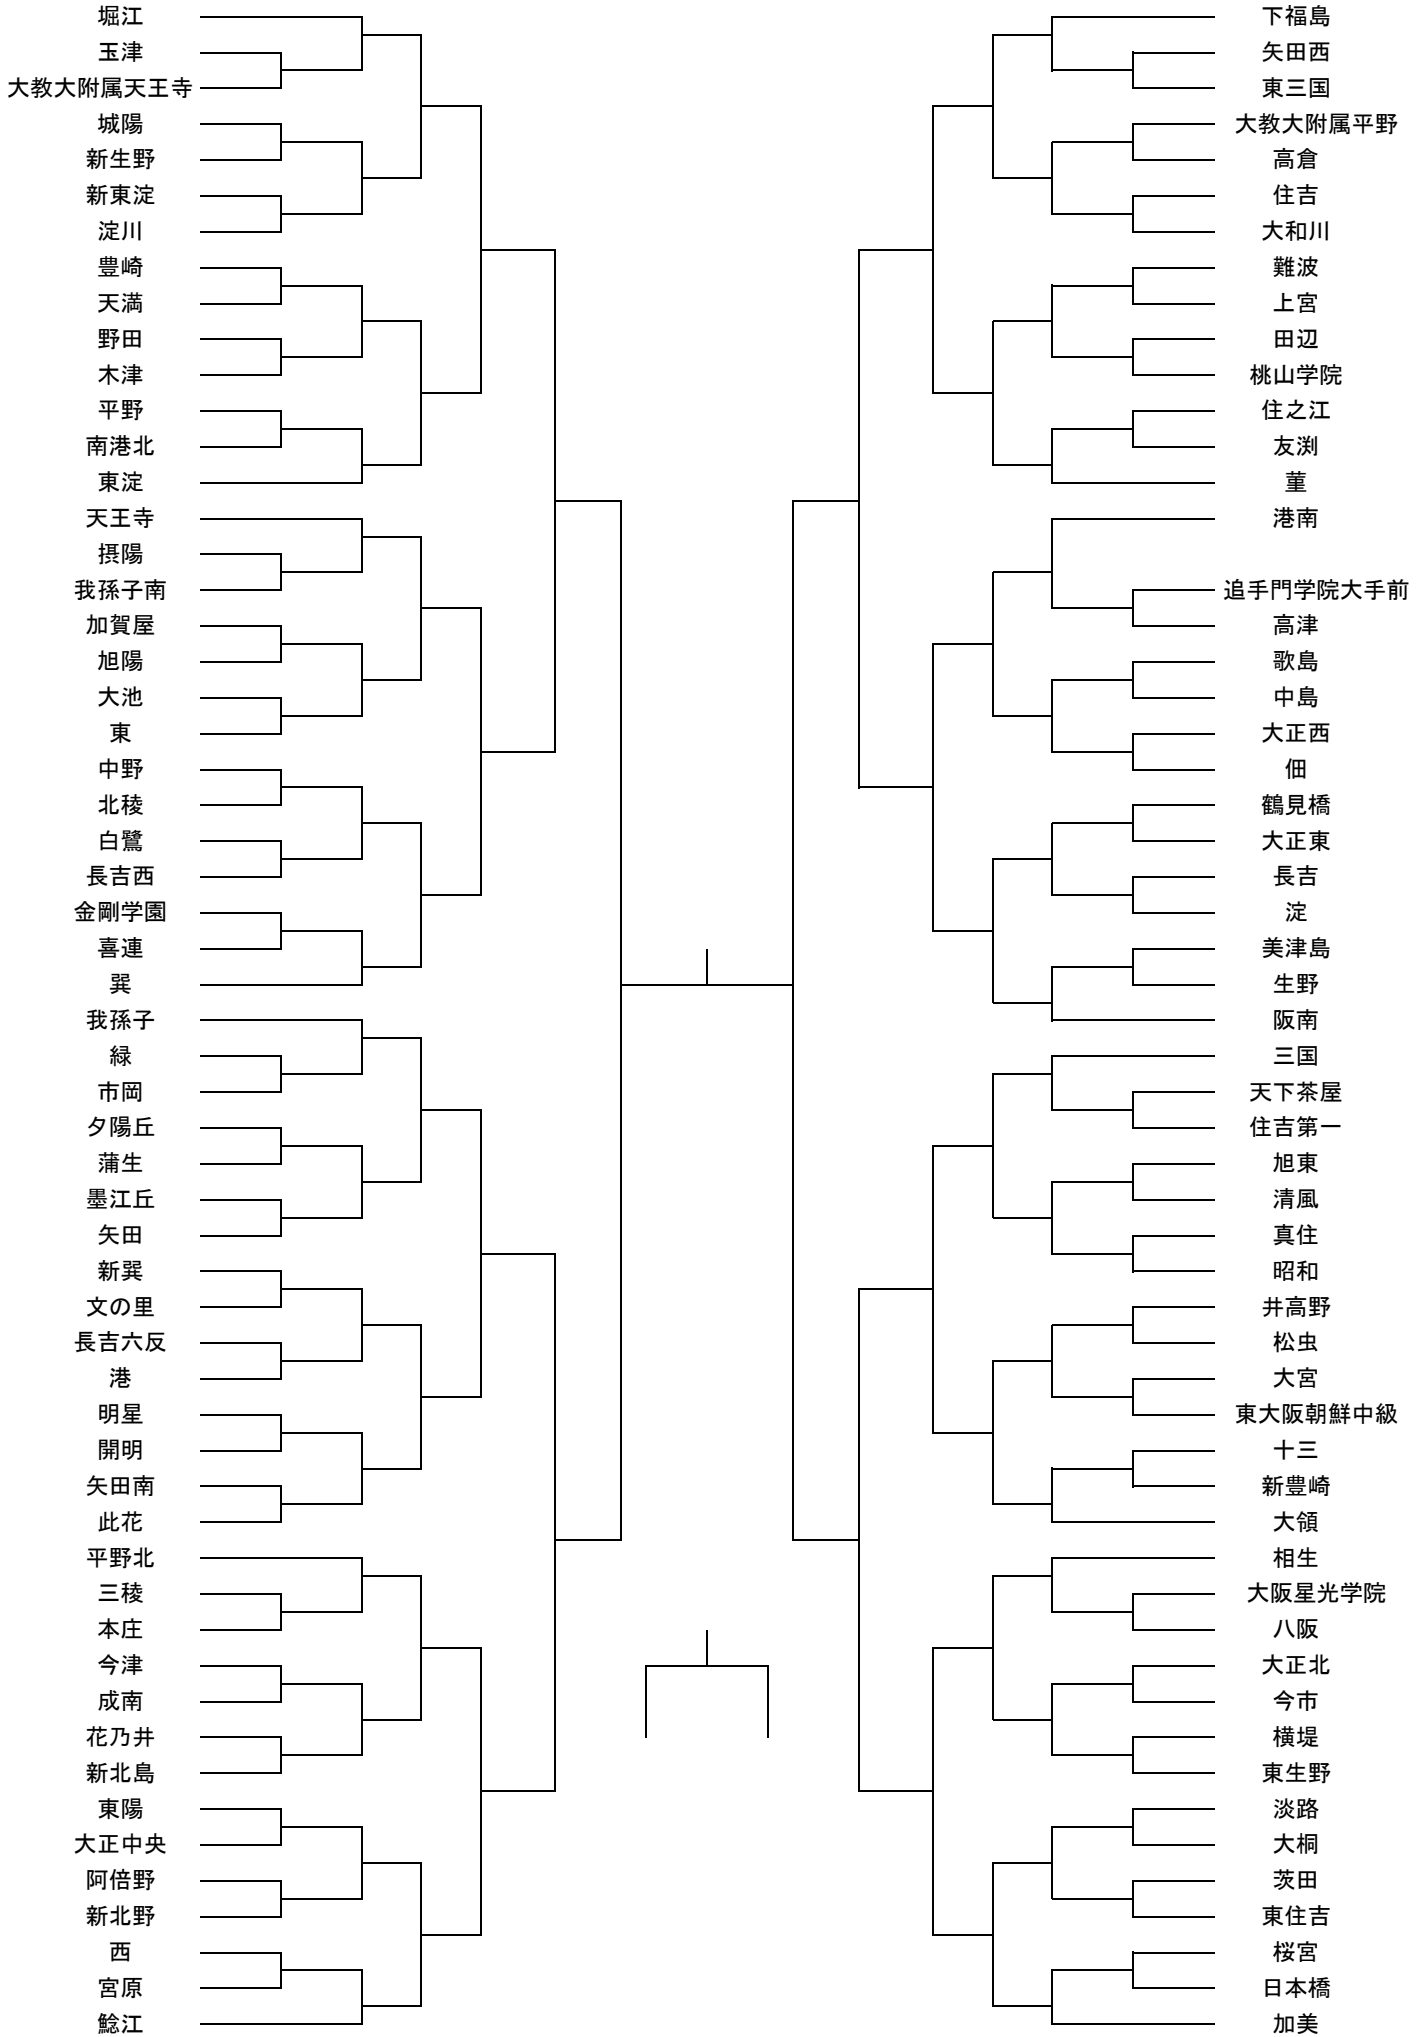 堀江
玉津
大教大附属天王寺
城陽
新生野
新東淀
淀川
豊崎
天満
野田
木津
平野
南港北
東淀
天王寺
摂陽
我孫子南
加賀屋
旭陽
大池
東
中野
北稜
白鷺
長吉西
金剛学園
喜連
巽
我孫子
緑
市岡
夕陽丘
蒲生
墨江丘
矢田
新巽
文の里
長吉六反
港
明星
開明
矢田南
此花
平野北
三稜
本庄
今津
成南
花乃井
新北島
東陽
大正中央
阿倍野
新北野
西
宮原
鯰江
下福島
矢田西
東三国
大教大附属平野
高倉
住吉
大和川
難波
上宮
田辺
桃山学院
住之江
友渕
菫
港南
追手門学院大手前
高津
歌島
中島
大正西
佃
鶴見橋
大正東
長吉
淀
美津島
生野
阪南
三国
天下茶屋
住吉第一
旭東
清風
真住
昭和
井高野
松虫
大宮
東大阪朝鮮中級
十三
新豊崎
大領
相生
大阪星光学院
八阪
大正北
今市
横堤
東生野
淡路
大桐
茨田
東住吉
桜宮
日本橋
加美